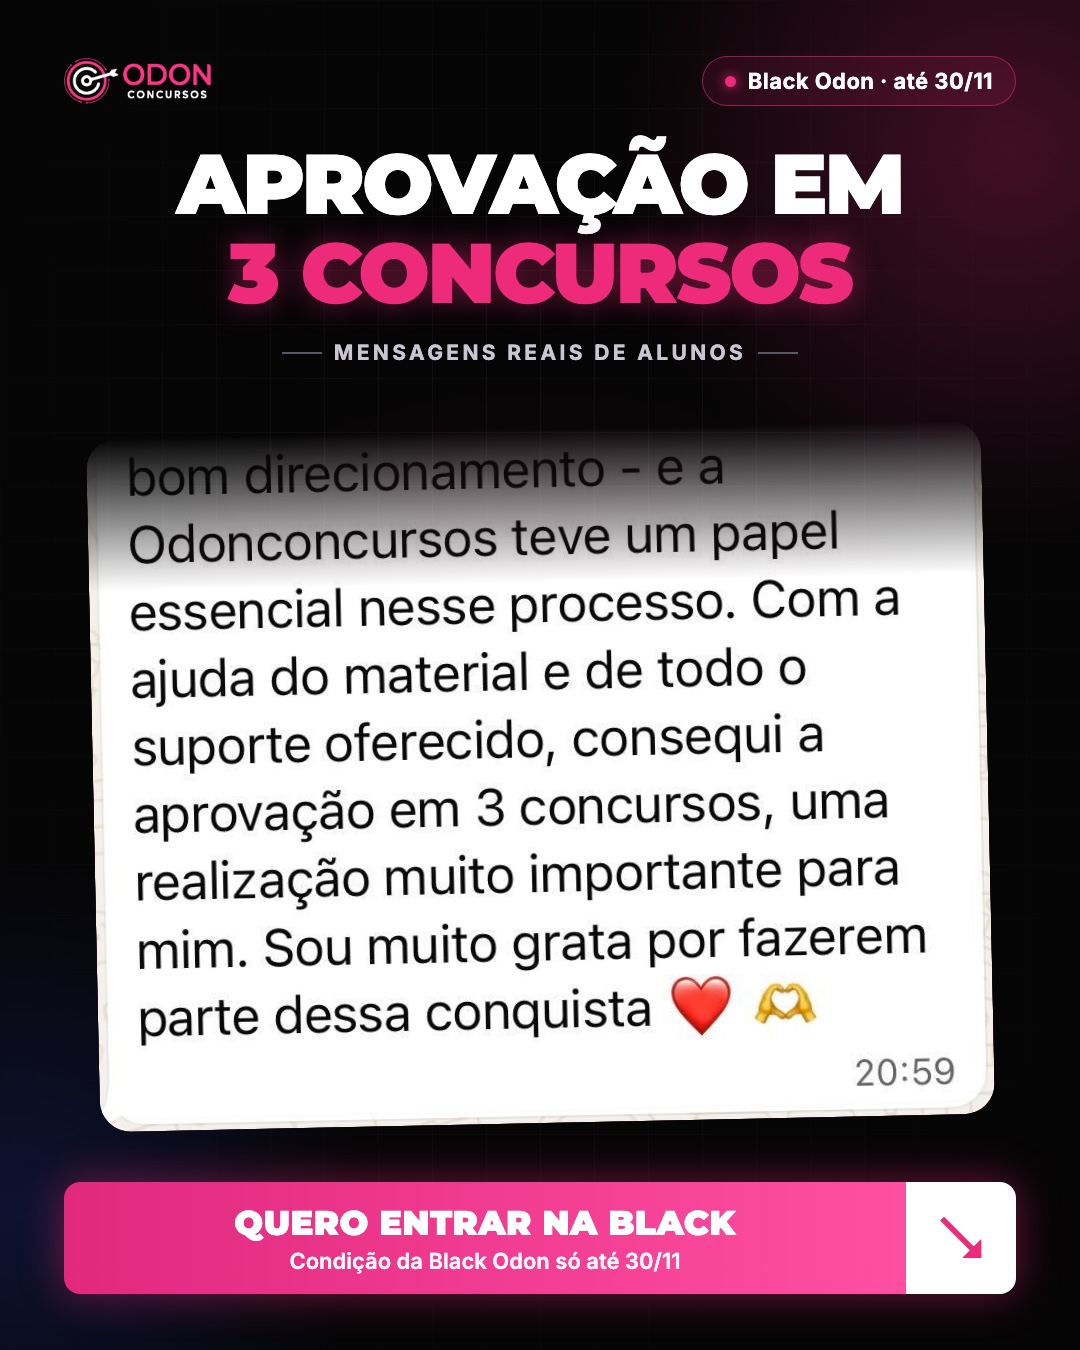 ODON
CONCURSOS
Black Odon · até 30/11
APROVAÇÃO EM
3 CONCURSOS
MENSAGENS REAIS DE ALUNOS
bom direcionamento - e a
Odonconcursos teve um papel
essencial nesse processo. Com a
ajuda do material e de todo o
suporte oferecido, consequi a
aprovação em 3 concursos, uma
realização muito importante para
mim. Sou muito grata por fazerem
parte dessa conquista ❤️ 🫶
20:59
QUERO ENTRAR NA BLACK
Condição da Black Odon só até 30/11